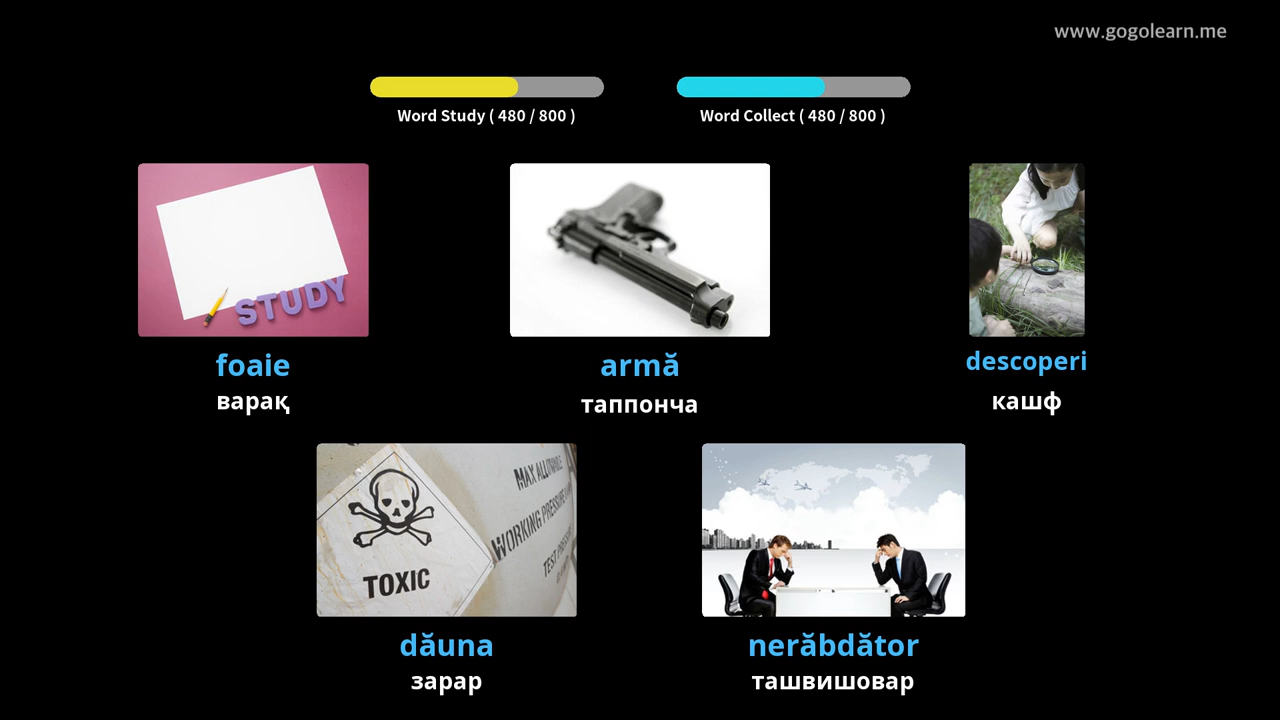 www.gogolearn.me
Word Study ( 480 / 800 )
Word Collect ( 480 / 800 )
STUDY
foaie
варақ
armă
таппонча
descoperi
кашф
TOXIC
MAX ALLOWABLE
WORKING PRESSURE
TEST
dăuna
зарар
nerăbdător
ташвишовар